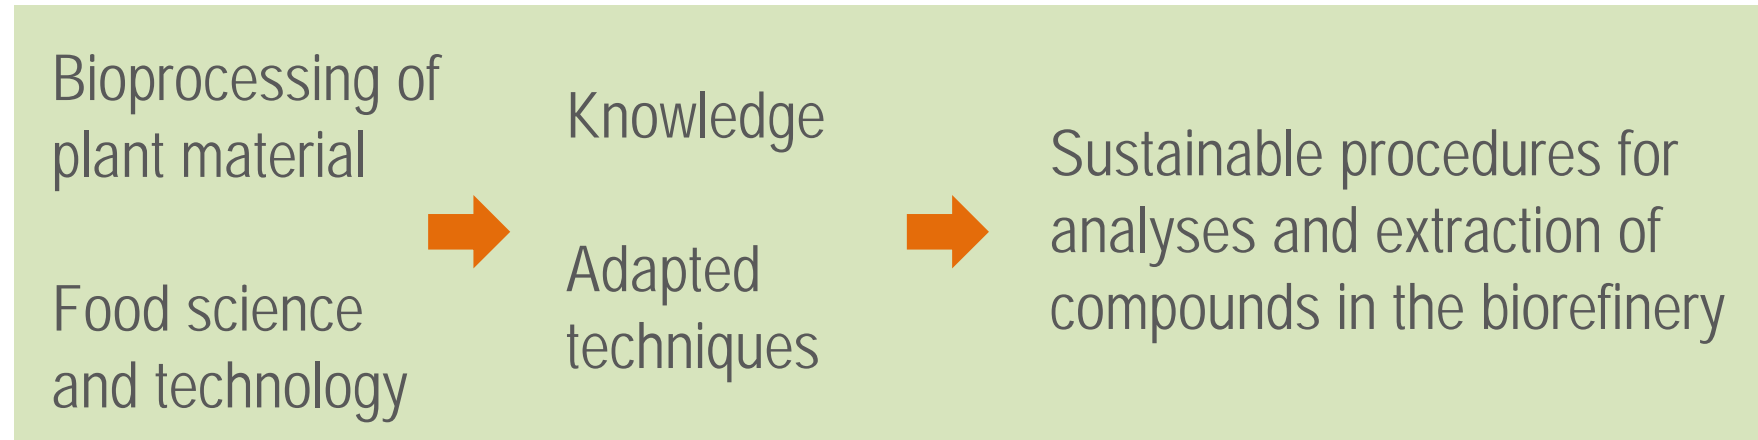 Bioprocessing of
plant material
Food science
and technology
Knowledge
Adapted
techniques
Sustainable procedures for
analyses and extraction of
compounds in the biorefinery